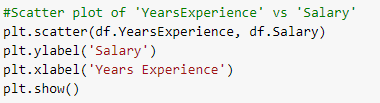 #Scatter plot of 'YearsExperience' vs 'Salary'
plt.scatter(df.YearsExperience, df.Salary)
plt.ylabel('Salary')
plt.xlabel('Years Experience')
plt.show()